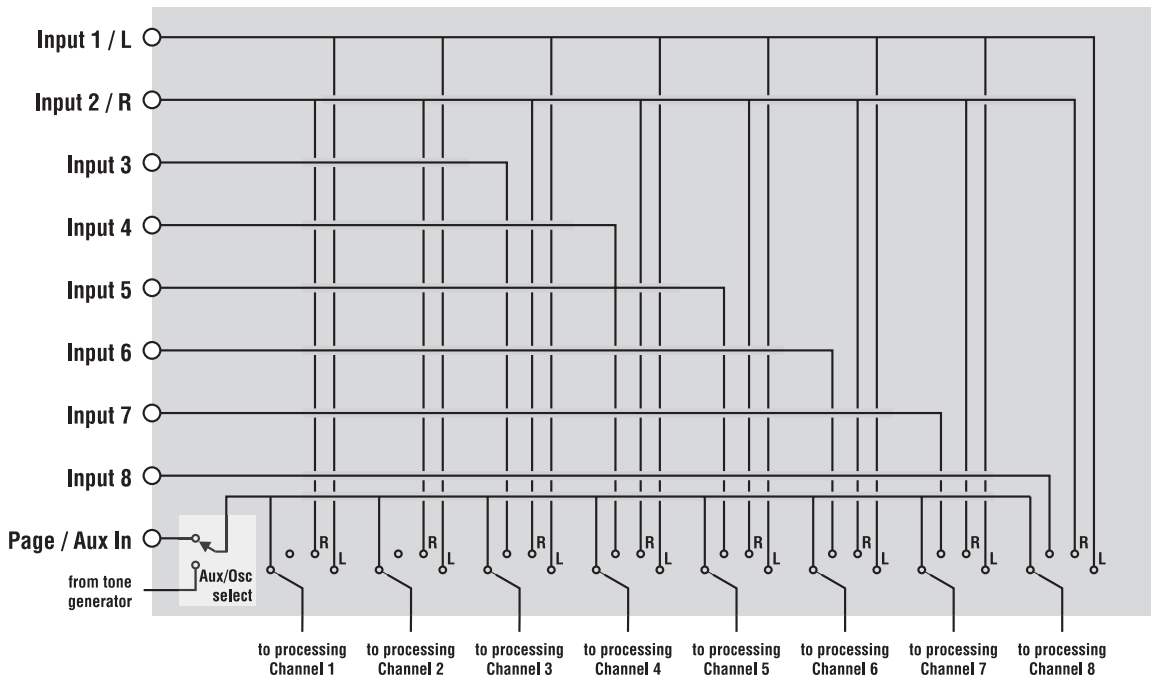 Input 1 / L
Input 2 / R
Input 3
Input 4
Input 5
Input 6
Input 7
Input 8
Page / Aux In
from tone
generator
Aux/Osc
select
R
L
R
L
R
L
R
L
R
L
R
L
R
L
R
L
to processing
Channel 1
to processing
Channel 2
to processing
Channel 3
to processing
Channel 4
to processing
Channel 5
to processing
Channel 6
to processing
Channel 7
to processing
Channel 8